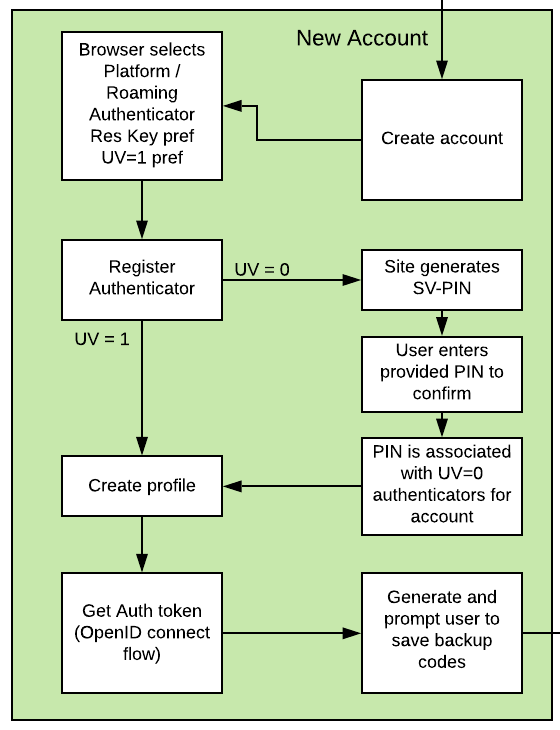 New Account
Create account
Browser selects
Platform /
Roaming
Authenticator
Res Key pref
UV=1 pref
Register
Authenticator
UV = 0
UV = 1
Site generates
SV-PIN
User enters
provided PIN to
confirm
PIN is associated
with UV=0
authenticators for
account
Create profile
Get Auth token
(OpenID connect
flow)
Generate and
prompt user to
save backup
codes